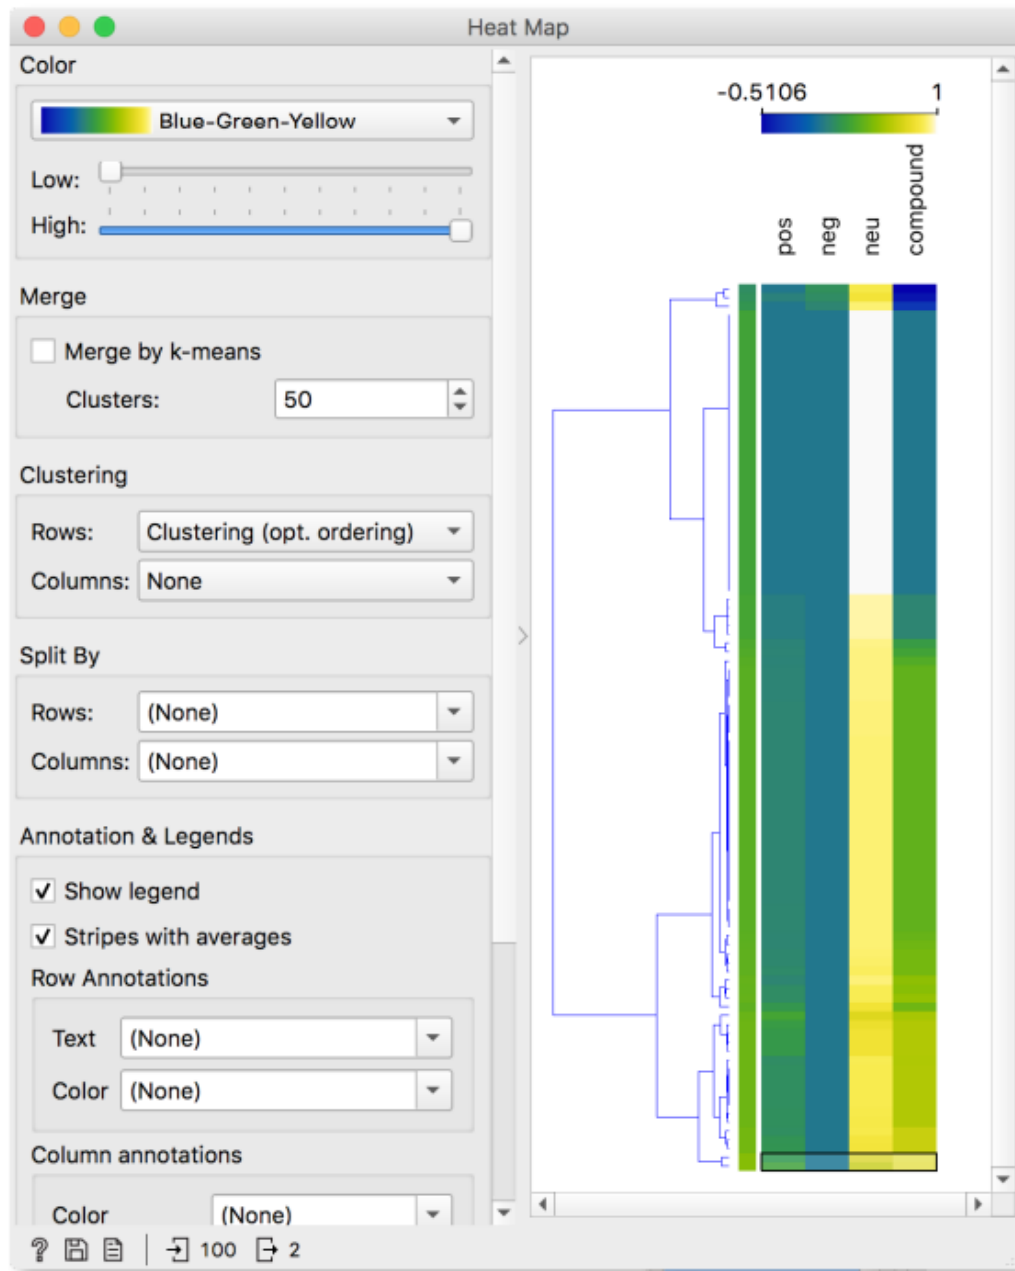 Heat Map
Color
Blue-Green-Yellow
Low:
High:
Merge
Merge by k-means
Clusters: 50
Clustering
Rows: Clustering (opt. ordering)
Columns: None
Split By
Rows: (None)
Columns: (None)
Annotation & Legends
Show legend
Stripes with averages
Row Annotations
Text (None)
Color (None)
Column annotations
Color (None)
? 100 2
-0.5106 1
pos
neg
neu
compound